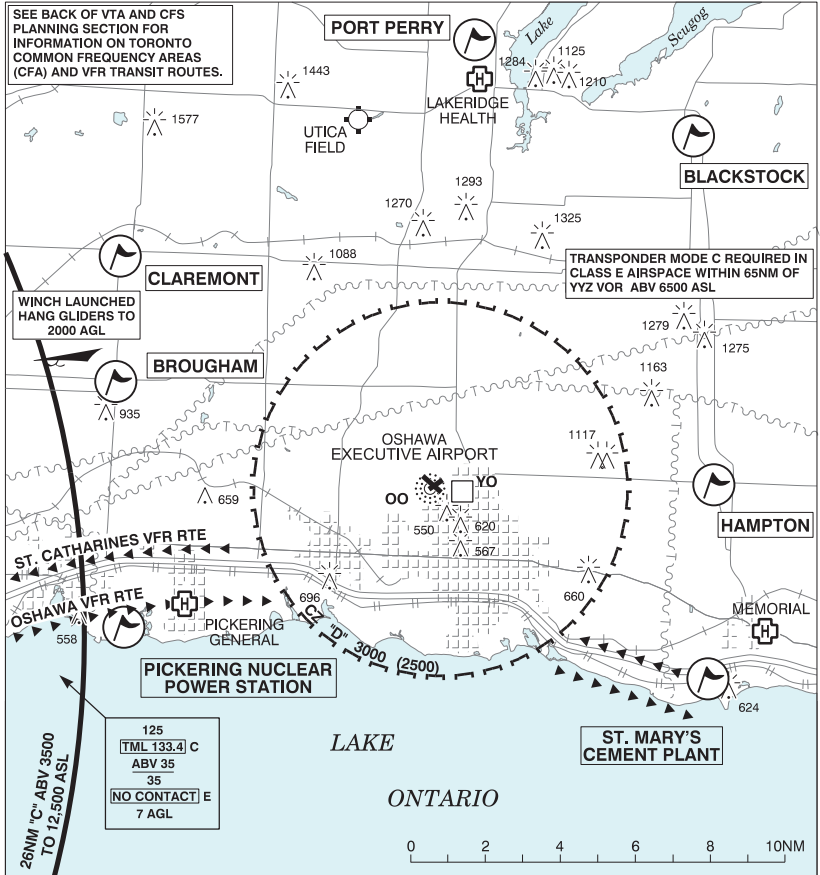 SEE BACK OF VTA AND CFS
PLANNING SECTION FOR
INFORMATION ON TORONTO
COMMON FREQUENCY AREAS
(CFA) AND VFR TRANSIT ROUTES.
PORT PERRY
Lake
Scugog
1284
1125
1210
1443
H
LAKERIDGE
HEALTH
1577
UTICA
FIELD
BLACKSTOCK
1293
1270
1325
1088
CLAREMONT
TRANSPONDER MODE C REQUIRED IN
CLASS E AIRSPACE WITHIN 65NM OF
YYZ VOR ABV 6500 ASL
WINCH LAUNCHED
HANG GLIDERS TO
2000 AGL
1279
1275
BROUGHAM
1163
935
OSHAWA
EXECUTIVE AIRPORT
1117
OO
YO
659
550
620
567
HAMPTON
ST. CATHARINES VFR RTE
696
660
OSHAWA VFR RTE
558
H
PICKERING
GENERAL
MEMORIAL
H
CZ "D" 3000 (2500)
PICKERING NUCLEAR
POWER STATION
624
ST. MARY'S
CEMENT PLANT
125
TML 133.4 C
ABV 35
35
NO CONTACT E
7 AGL
LAKE
ONTARIO
26NM "C" ABV 3500
TO 12,500 ASL
0 2 4 6 8 10NM